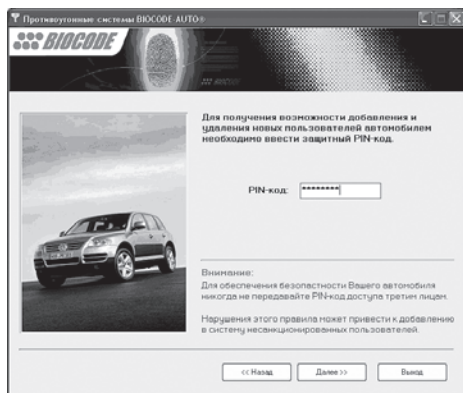 Противоугонные системы BIOCODE-AUTO®
BIOCODE
Для получения возможности добавления и
удаления новых пользователей автомобилем
необходимо ввести защитный PIN-код.
PIN-код: ********
Внимание:
Для обеспечения безопастности Вашего автомобиля
никогда не передавайте PIN-код доступа третим лицам.
Нарушения этого правила может привести к добавлению
в систему несанкционированных пользователей.
<< Назад
Далее >>
Выход